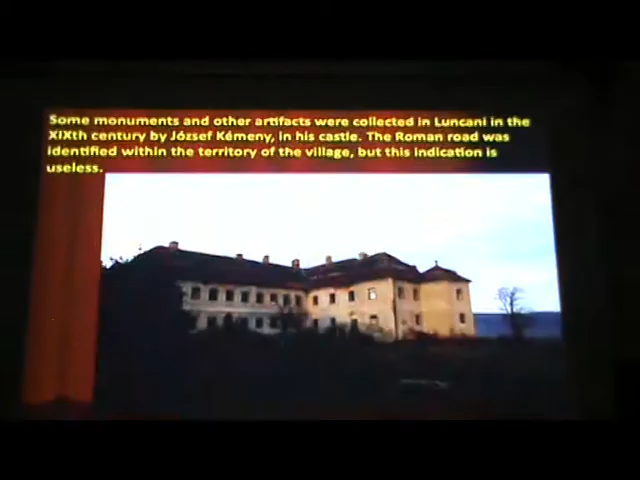 Some monuments and other artifacts were collected in Luncani in the
XIXth century by József Kémeny, in his castle. The Roman road was
identified within the territory of the village, but this indication is
useless.